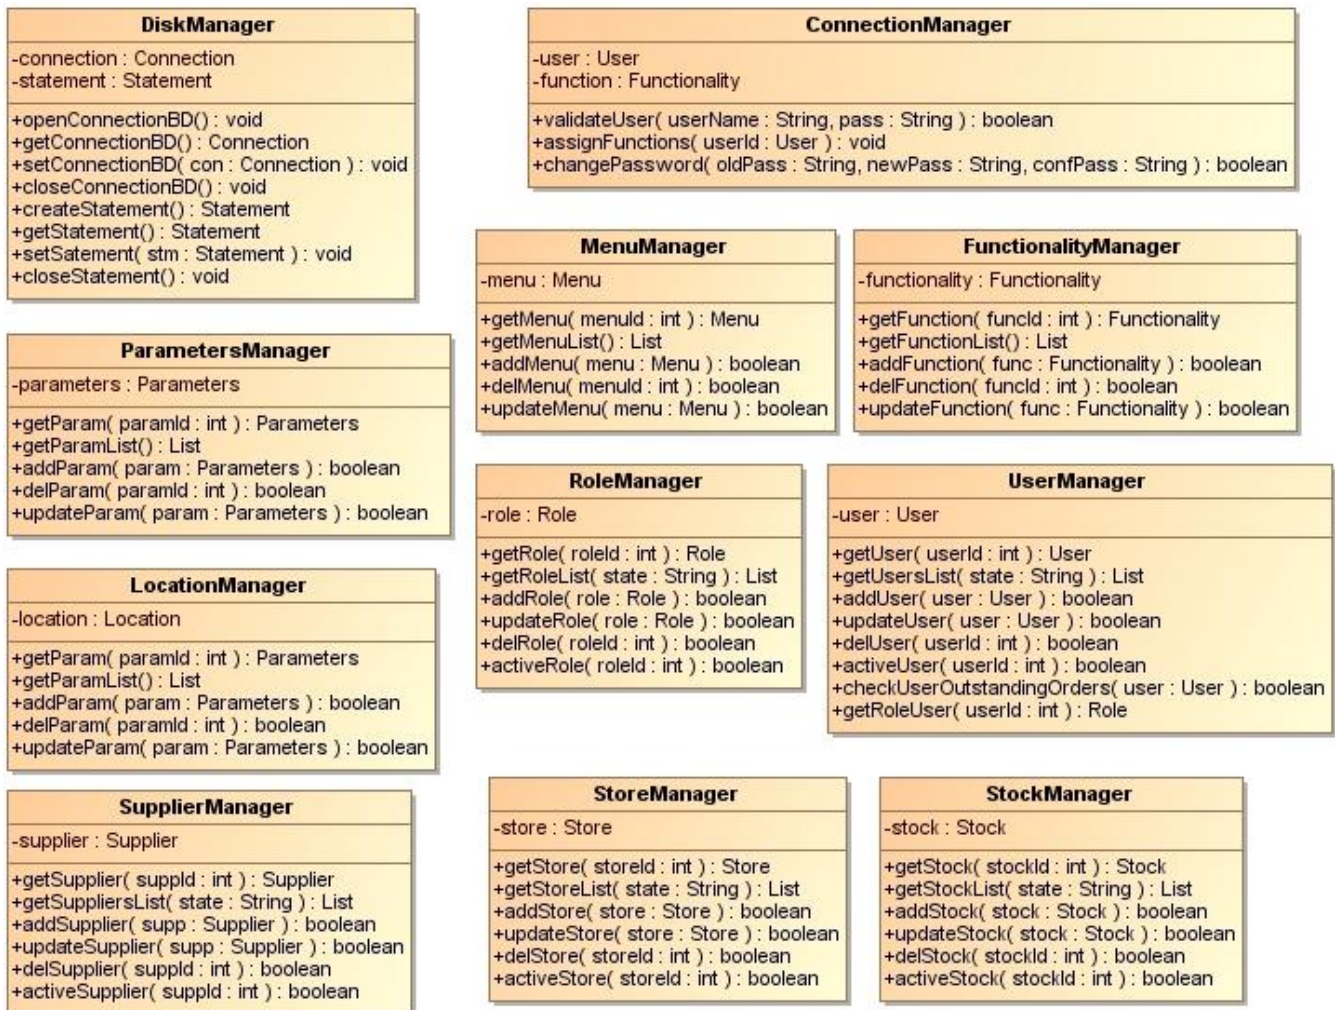 DiskManager
-connection : Connection
-statement : Statement
+openConnectionBD() : void
+getConnectionBD() : Connection
+setConnectionBD( con : Connection ) : void
+closeConnectionBD() : void
+createStatement() : Statement
+getStatement() : Statement
+setSatement( stm : Statement ) : void
+closeStatement() : void
ConnectionManager
-user : User
-function : Functionality
+validateUser( userName : String, pass : String ) : boolean
+assignFunctions( userId : User ) : void
+changePassword( oldPass : String, newPass : String, confPass : String ) : boolean
MenuManager
-menu : Menu
+getMenu( menuId : int ) : Menu
+getMenuList() : List
+addMenu( menu : Menu ) : boolean
+delMenu( menuId : int ) : boolean
+updateMenu( menu : Menu ) : boolean
FunctionalityManager
-functionality : Functionality
+getFunction( funcId : int ) : Functionality
+getFunctionList() : List
+addFunction( func : Functionality ) : boolean
+delFunction( funcId : int ) : boolean
+updateFunction( func : Functionality ) : boolean
ParametersManager
-parameters : Parameters
+getParam( paramId : int ) : Parameters
+getParamList() : List
+addParam( param : Parameters ) : boolean
+delParam( paramId : int ) : boolean
+updateParam( param : Parameters ) : boolean
RoleManager
-role : Role
+getRole( roleId : int ) : Role
+getRoleList( state : String ) : List
+addRole( role : Role ) : boolean
+updateRole( role : Role ) : boolean
+delRole( roleId : int ) : boolean
+activeRole( roleId : int ) : boolean
UserManager
-user : User
+getUser( userId : int ) : User
+getUsersList( state : String ) : List
+addUser( user : User ) : boolean
+updateUser( user : User ) : boolean
+delUser( userId : int ) : boolean
+activeUser( userId : int ) : boolean
+checkUserOutstandingOrders( user : User ) : boolean
+getRoleUser( userId : int ) : Role
LocationManager
-location : Location
+getParam( paramId : int ) : Parameters
+getParamList() : List
+addParam( param : Parameters ) : boolean
+delParam( paramId : int ) : boolean
+updateParam( param : Parameters ) : boolean
SupplierManager
-supplier : Supplier
+getSupplier( suppId : int ) : Supplier
+getSuppliersList( state : String ) : List
+addSupplier( supp : Supplier ) : boolean
+updateSupplier( supp : Supplier ) : boolean
+delSupplier( suppId : int ) : boolean
+activeSupplier( suppId : int ) : boolean
StoreManager
-store : Store
+getStore( storeId : int ) : Store
+getStoreList( state : String ) : List
+addStore( store : Store ) : boolean
+updateStore( store : Store ) : boolean
+delStore( storeId : int ) : boolean
+activeStore( storeId : int ) : boolean
StockManager
-stock : Stock
+getStock( stockId : int ) : Stock
+getStockList( state : String ) : List
+addStock( stock : Stock ) : boolean
+updateStock( stock : Stock ) : boolean
+delStock( stockId : int ) : boolean
+activeStock( stockId : int ) : boolean